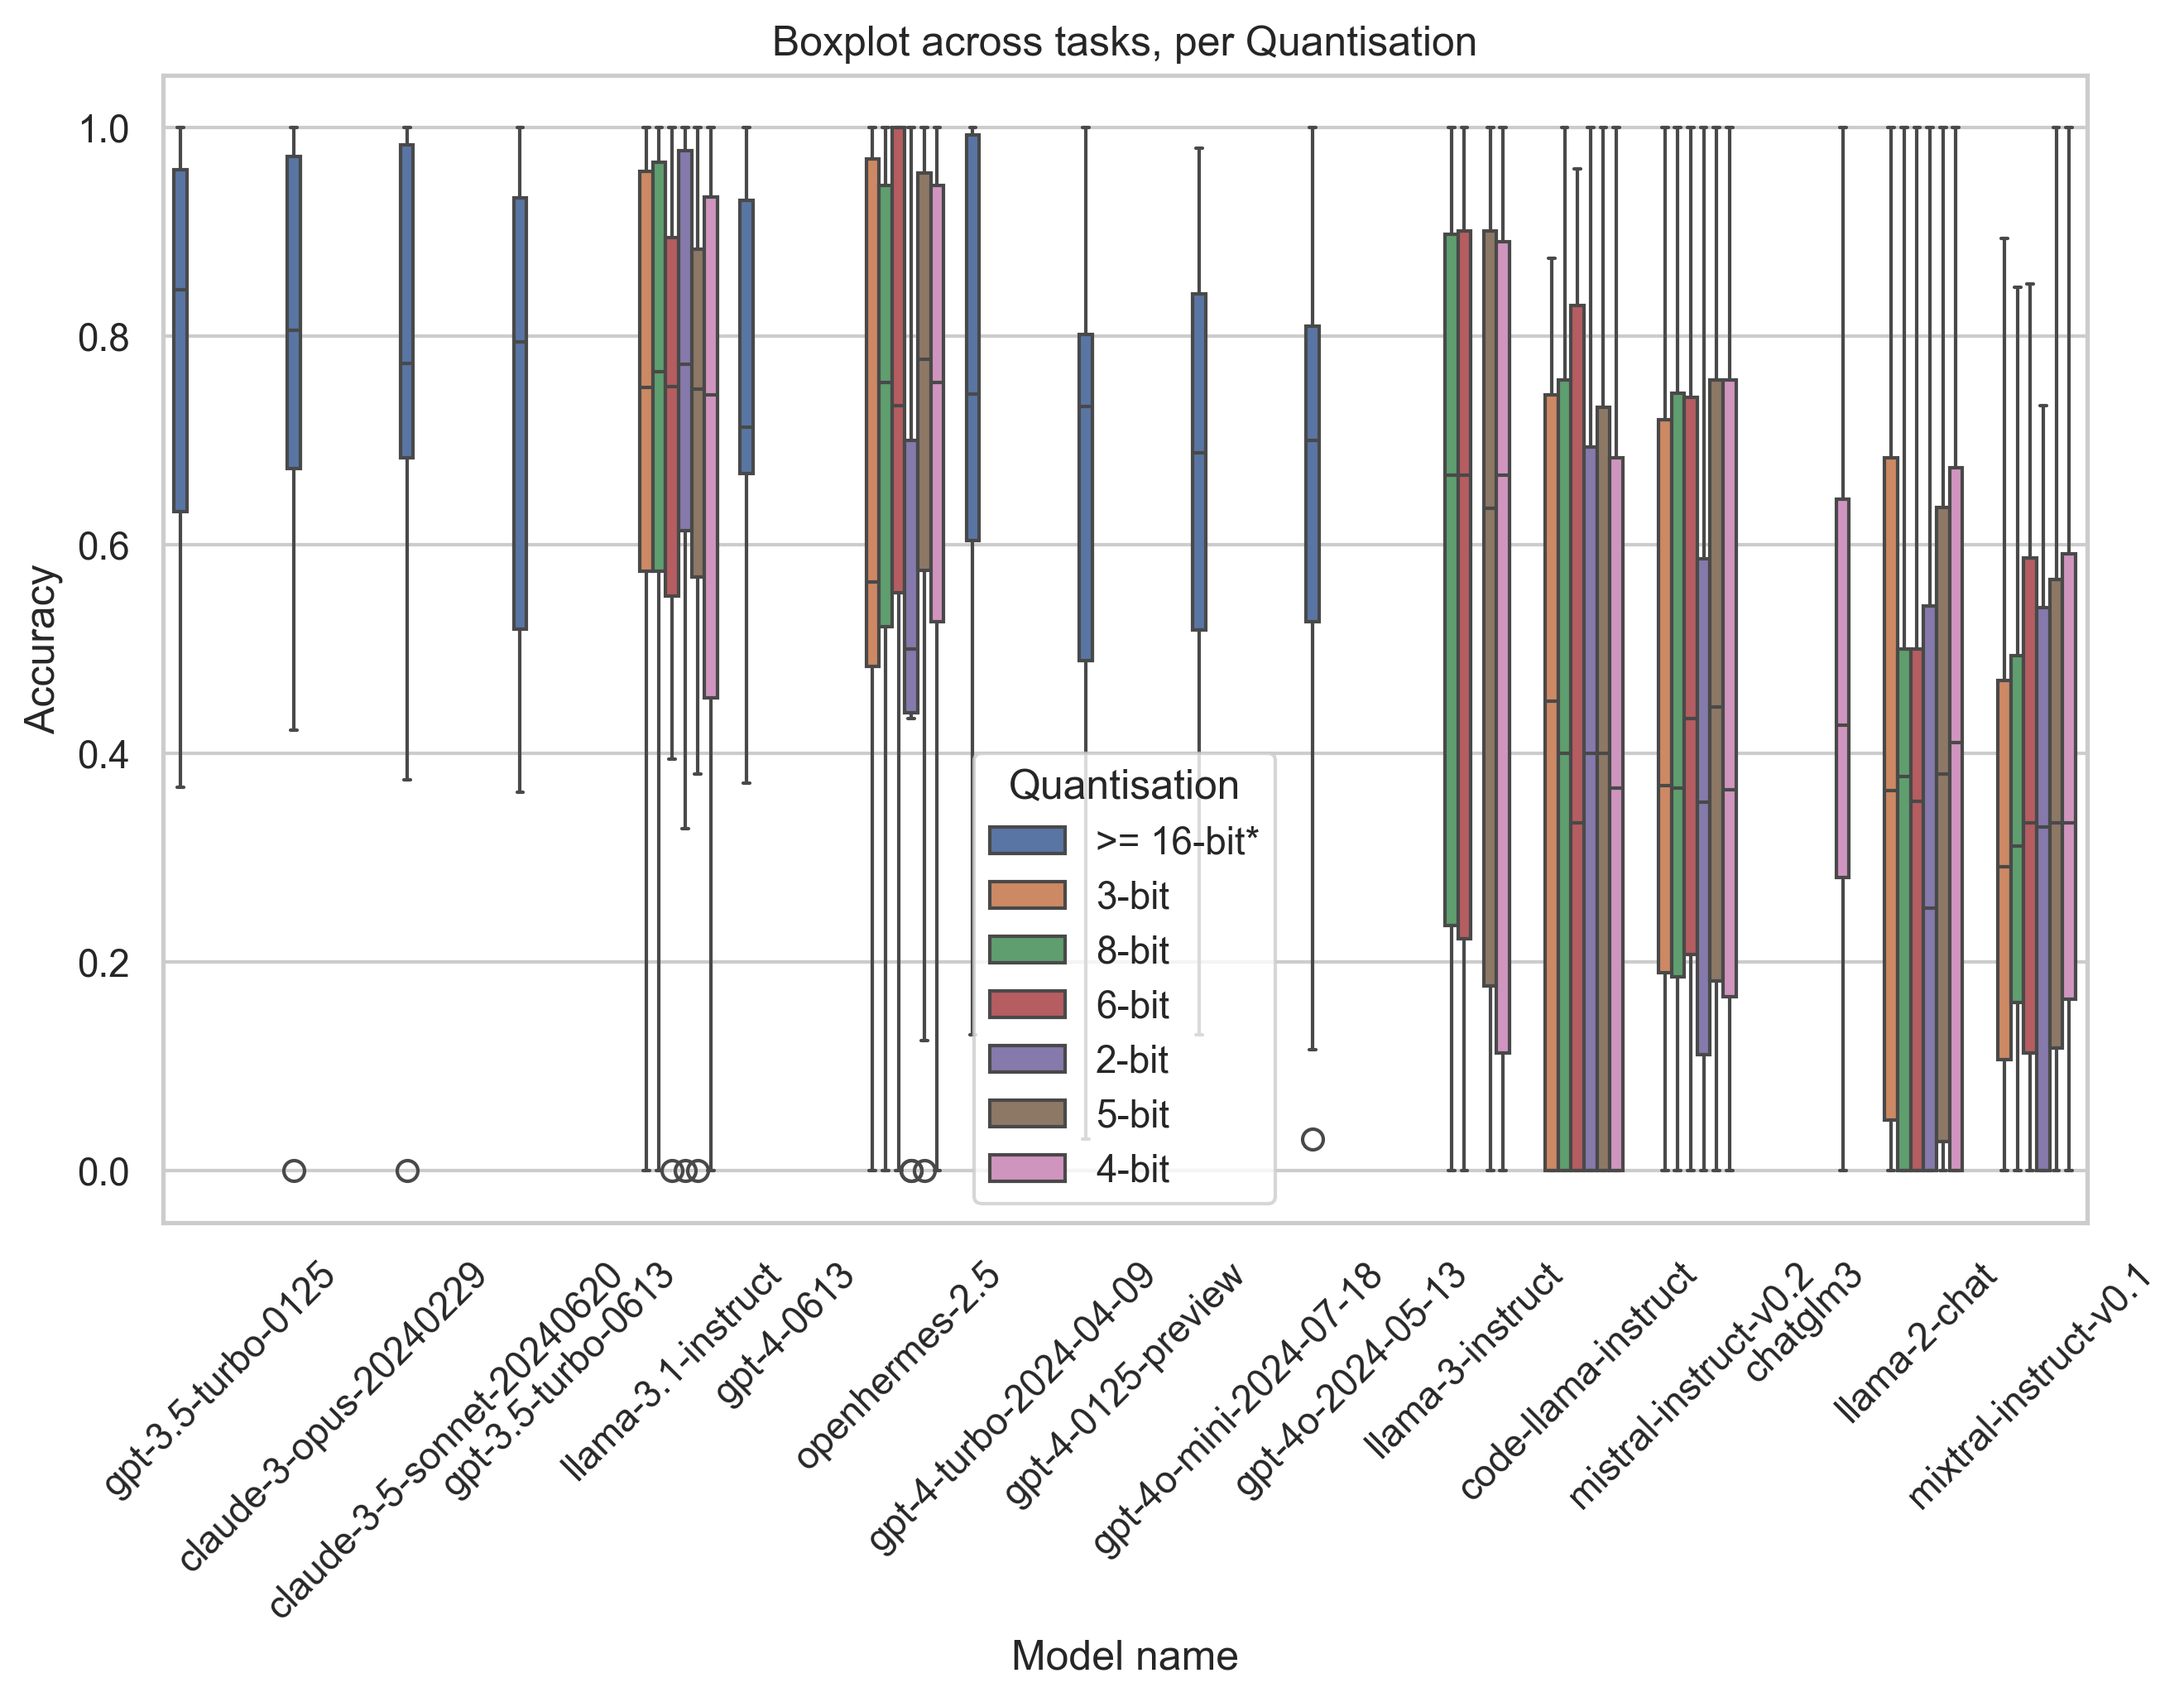 Boxplot across tasks, per Quantisation
Accuracy
1.0
0.8
0.6
0.4
0.2
0.0
Quantisation
>= 16-bit*
3-bit
8-bit
6-bit
2-bit
5-bit
4-bit
gpt-3.5-turbo-0125
claude-3-opus-20240229
claude-3-5-sonnet-20240620
gpt-3.5-turbo-0613
llama-3.1-instruct
gpt-4-0613
openhermes-2.5
gpt-4-turbo-2024-04-09
gpt-4-0125-preview
gpt-4o-mini-2024-07-18
gpt-4o-2024-05-13
llama-3-instruct
code-llama-instruct
mistral-instruct-v0.2
chatglm3
llama-2-chat
mixtral-instruct-v0.1
Model name